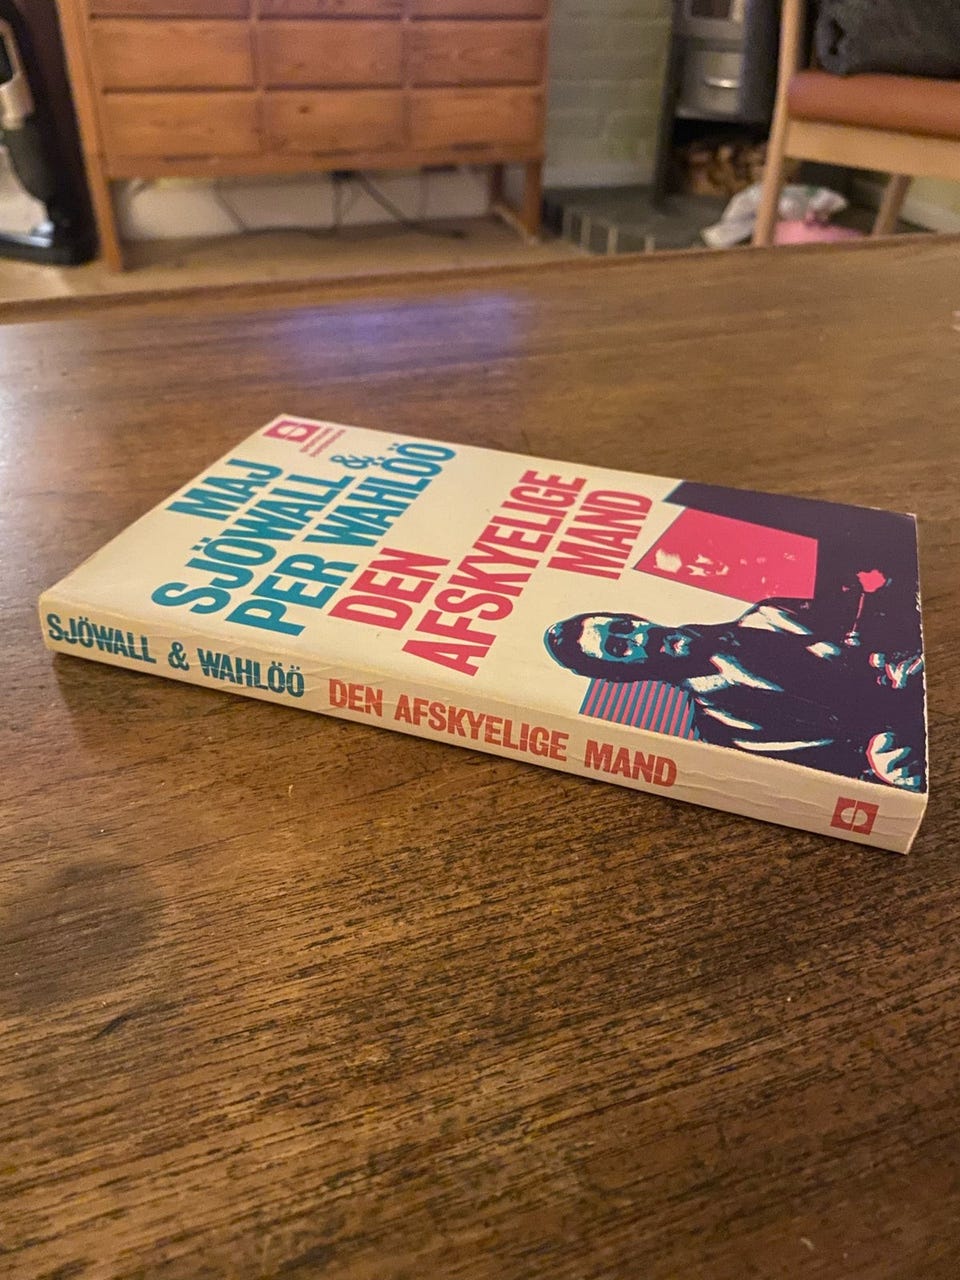 MAJ
SJÖWALL &
PER WAHLÖÖ
DEN
AFSKYELIGE
MAND
SJÖWALL & WAHLÖÖ DEN AFSKYELIGE MAND